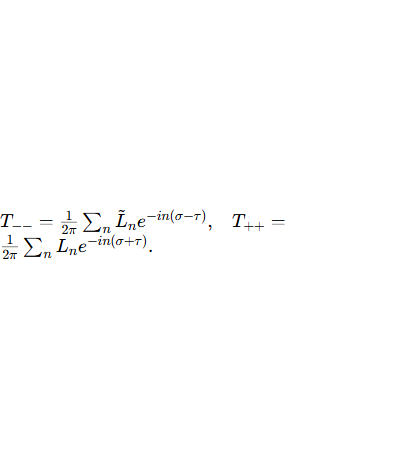 T_{--} = \frac{1}{2\pi} \sum_n \tilde{L}_n e^{-in(\sigma-\tau)}, T_{++} =
\frac{1}{2\pi} \sum_n L_n e^{-in(\sigma+\tau)}.